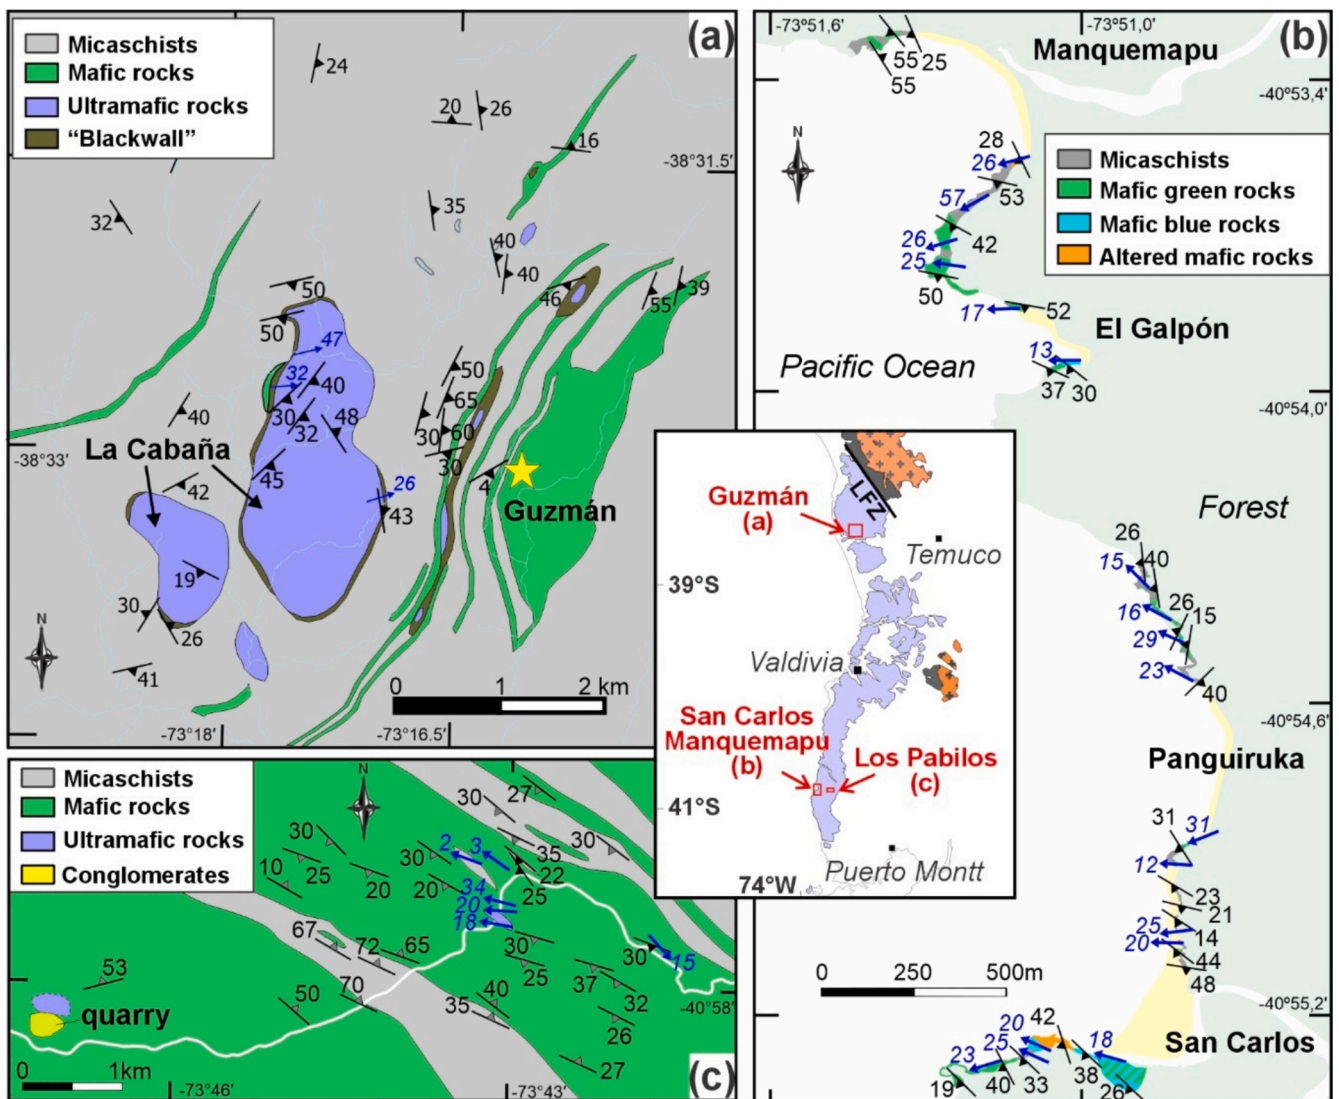 Micaschists
Mafic rocks
Ultramafic rocks
“Blackwall”
(a)
24
20
26
16
-38°31.5'
32
35
40
40
50
46
55
39
50
47
32
40
50
65
40
30
48
32
30
60
30
La Cabaña
-38°33'
45
42
4
26
43
Guzmán
19
30
26
41
0
1
2 km
-73°18'
-73°16.5'
N
-73°51,6'
-73°51,0'
(b)
Manquemapu
55
25
55
-40°53,4'
N
28
26
53
57
Micaschists
Mafic green rocks
Mafic blue rocks
Altered mafic rocks
42
26
25
50
17
52
El Galpón
13
37
30
Pacific Ocean
-40°54,0'
Forest
26
40
15
16
26
15
29
23
40
-40°54,6'
Panguiruka
31
31
12
23
21
25
14
20
44
48
0
250
500m
-40°55,2'
San Carlos
20
42
25
18
23
19
40
33
38
26
Guzmán
(a)
LFZ
Temuco
39°S
Valdivia
San Carlos
Manquemapu
(b)
Los Pabilos
(c)
41°S
74°W
Puerto Montt
Micaschists
Mafic rocks
Ultramafic rocks
Conglomerates
N
30
27
30
30
2
3
35
30
10
25
20
20
22
25
34
20
18
67
72
65
30
25
30
15
53
50
70
35
40
37
32
26
27
-40°58'
quarry
0
1km
-73°46'
-73°43'
(c)